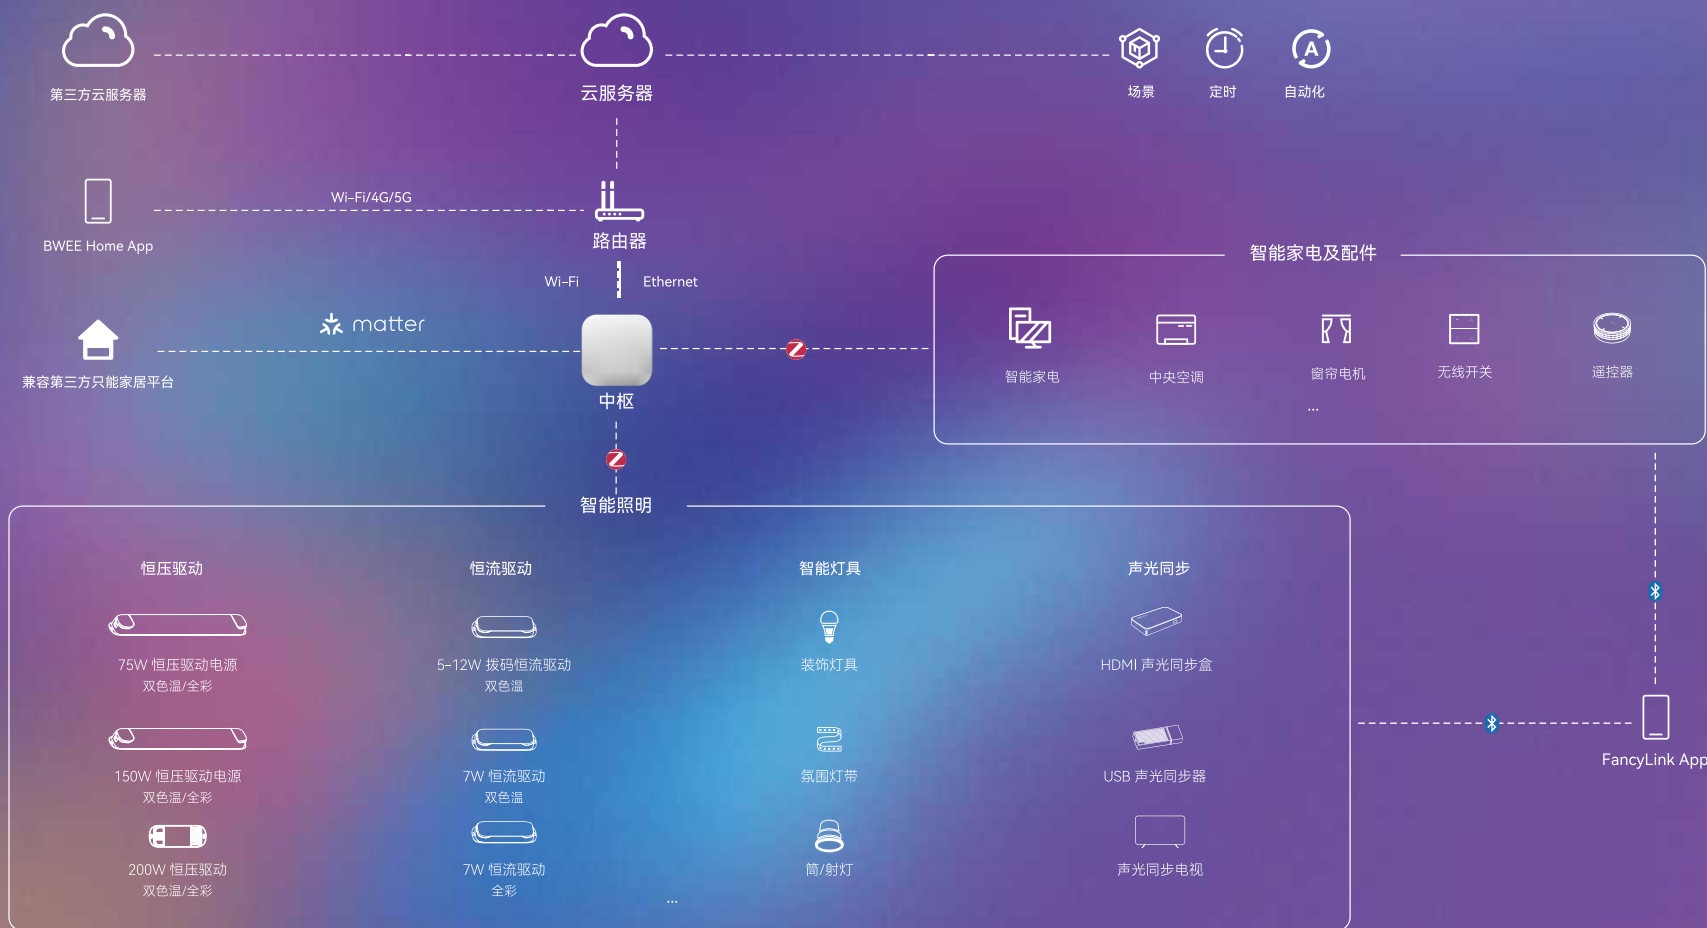 第三方云服务器
云服务器
场景
定时
自动化
A
Wi-Fi/4G/5G
BWEE Home App
路由器
Wi-Fi
Ethernet
matter
兼容第三方只能家居平台
中枢
智能家电及配件
智能家电
中央空调
窗帘电机
无线开关
遥控器
...
智能照明
恒压驱动
恒流驱动
智能灯具
声光同步
75W 恒压驱动电源
双色温/全彩
5-12W 拨码恒流驱动
双色温
装饰灯具
HDMI 声光同步盒
150W 恒压驱动电源
双色温/全彩
7W 恒流驱动
双色温
氛围灯带
USB 声光同步器
200W 恒压驱动
双色温/全彩
7W 恒流驱动
全彩
筒/射灯
声光同步电视
...
FancyLink App